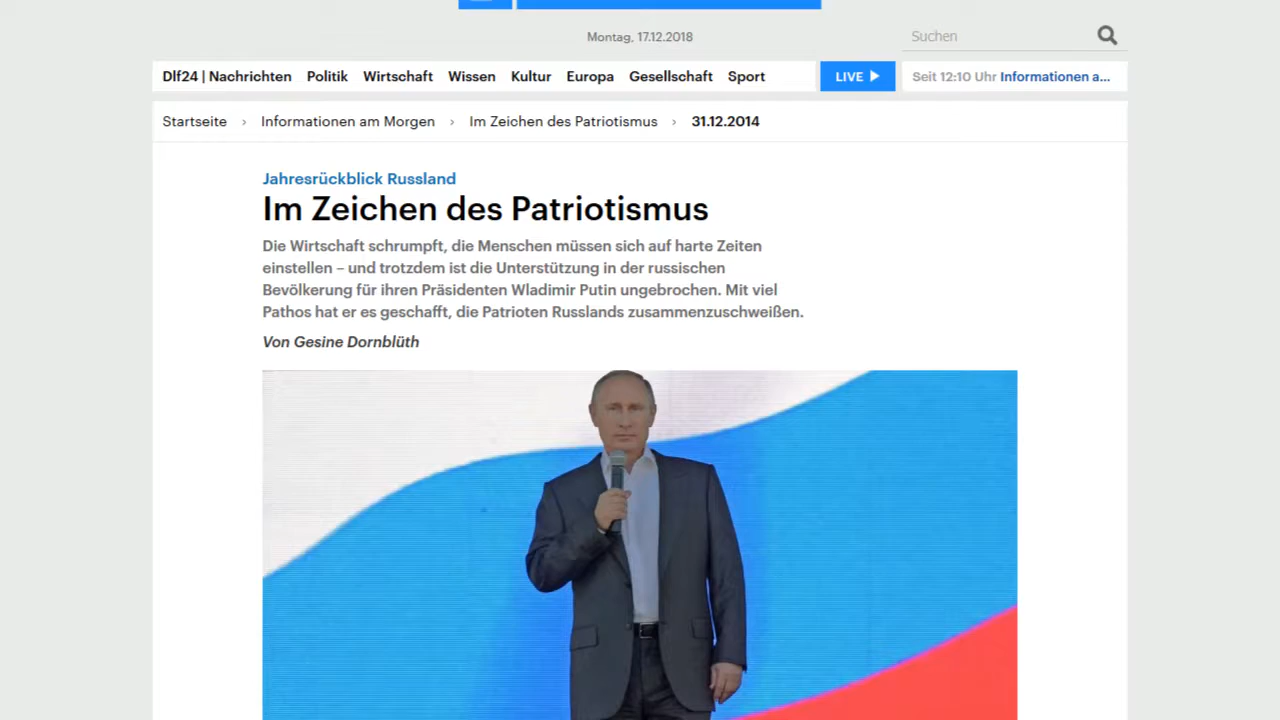 Montag, 17.12.2018
Suchen
Dlf24 | Nachrichten Politik Wirtschaft Wissen Kultur Europa Gesellschaft Sport
LIVE
Seit 12:10 Uhr Informationen a...
Startseite › Informationen am Morgen › Im Zeichen des Patriotismus › 31.12.2014
Jahresrückblick Russland
Im Zeichen des Patriotismus
Die Wirtschaft schrumpft, die Menschen müssen sich auf harte Zeiten
einstellen – und trotzdem ist die Unterstützung in der russischen
Bevölkerung für ihren Präsidenten Wladimir Putin ungebrochen. Mit viel
Pathos hat er es geschafft, die Patrioten Russlands zusammenzuschweißen.
Von Gesine Dornblüth